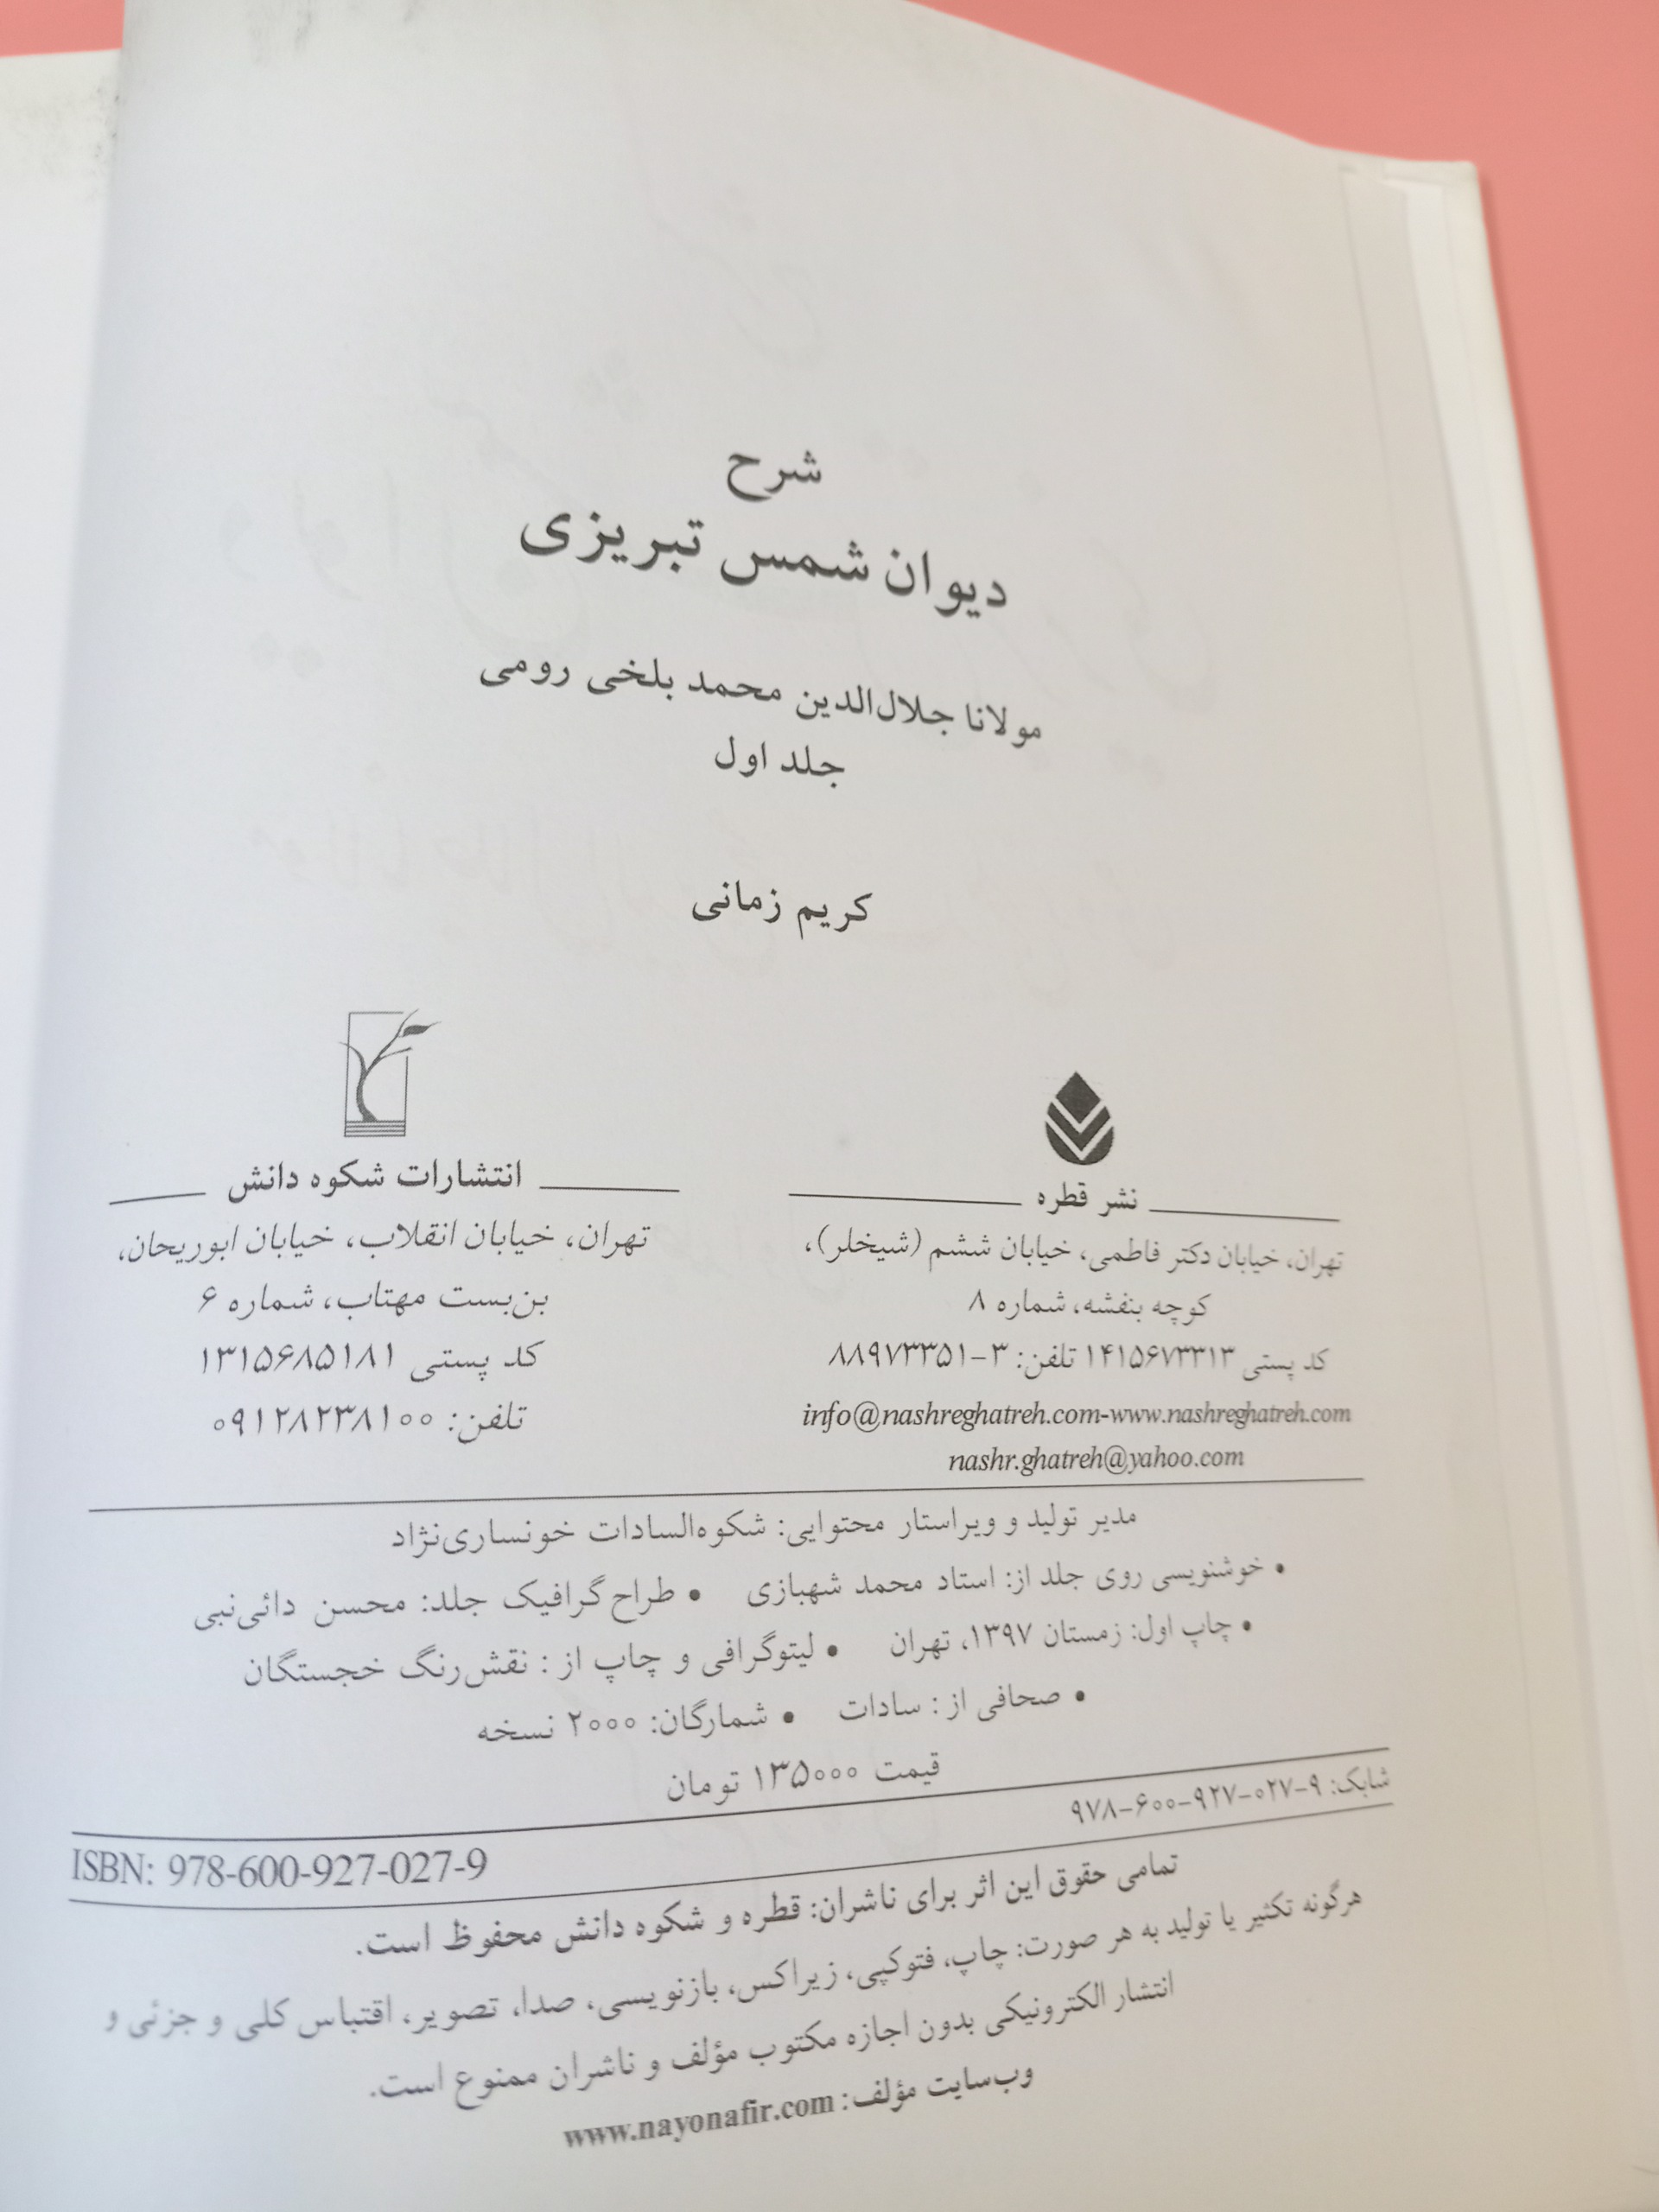 شرح
دیوان شمس تبریزی
مولانا جلال‌الدین محمد بلخی رومی
جلد اول
کریم زمانی
نشر قطره
تهران، خیابان دکتر فاطمی، خیابان ششم (شیخلر)،
کوچه بنفشه، شماره ۸
کد پستی ۱۴۱۵۶۷۳۳۱۳ تلفن: ۳-۸۸۹۷۳۳۵۱
info@nashreghatreh.com-www.nashreghatreh.com
nashr.ghatreh@yahoo.com
انتشارات شکوه دانش
تهران، خیابان انقلاب، خیابان ابوریحان،
بن‌بست مهتاب، شماره ۶
کد پستی ۱۳۱۵۶۸۵۱۸۱
تلفن: ۰۹۱۲۸۲۳۸۱۰۰
مدیر تولید و ویراستار محتوایی: شکوه‌السادات خونساری‌نژاد
• خوشنویسی روی جلد از: استاد محمد شهبازی • طراح گرافیک جلد: محسن دائی‌نبی
• چاپ اول: زمستان ۱۳۹۷، تهران • لیتوگرافی و چاپ از : نقش‌رنگ خجستگان
• صحافی از : سادات • شمارگان: ۲۰۰۰ نسخه
قیمت ۱۳۵۰۰۰ تومان
شابک: ۹-۰۲۷-۹۲۷-۶۰۰-۹۷۸
ISBN: 978-600-927-027-9
تمامی حقوق این اثر برای ناشران: قطره و شکوه دانش محفوظ است.
هرگونه تکثیر یا تولید به هر صورت: چاپ، فتوکپی، زیراکس، بازنویسی، صدا، تصویر، اقتباس کلی و جزئی و
انتشار الکترونیکی بدون اجازه مکتوب مؤلف و ناشران ممنوع است.
وب‌سایت مؤلف: www.nayonafir.com